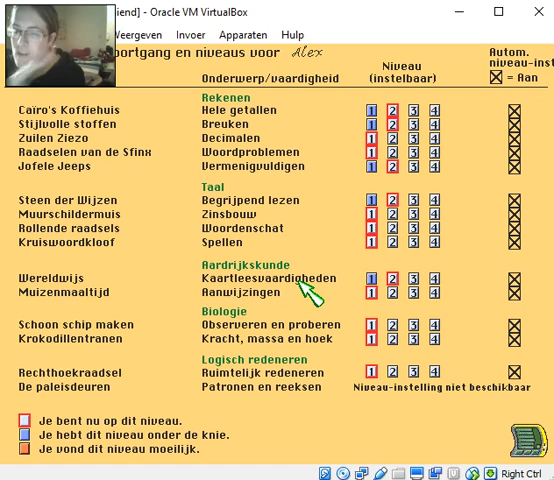 iend] - Oracle VM VirtualBox
Weergeven Invoer Apparaten Hulp
oortgang en niveaus voor Alex
Onderwerp/vaardigheid
Niveau
(instelbaar)
Autom.
niveau-inst
= Aan
Rekenen
Caïro's Koffiehuis Hele getallen 1 2 3 4
Stijlvolle stoffen Breuken 1 2 3 4
Zuilen Ziezo Decimalen 1 2 3 4
Raadselen van de Sfinx Woordproblemen 1 2 3 4
Jofele Jeeps Vermenigvuldigen 1 2 3 4
Taal
Steen der Wijzen Begrijpend lezen 1 2 3 4
Muurschildermuis Zinsbouw 1 2 3 4
Rollende raadsels Woordenschat 1 2 3 4
Kruiswoordkloof Spellen 1 2 3 4
Aardrijkskunde
Wereldwijs Kaartleesvaardigheden 1 2 3 4
Muizenmaaltijd Aanwijzingen 1 2 3 4
Biologie
Schoon schip maken Observeren en proberen 1 2 3 4
Krokodillentranen Kracht, massa en hoek 1 2 3 4
Logisch redeneren
Rechthoekraadsel Ruimtelijk redeneren 1 2 3 4
De paleisdeuren Patronen en reeksen Niveau-instelling niet beschikbaar
Je bent nu op dit niveau.
Je hebt dit niveau onder de knie.
Je vond dit niveau moeilijk.
Right Ctrl